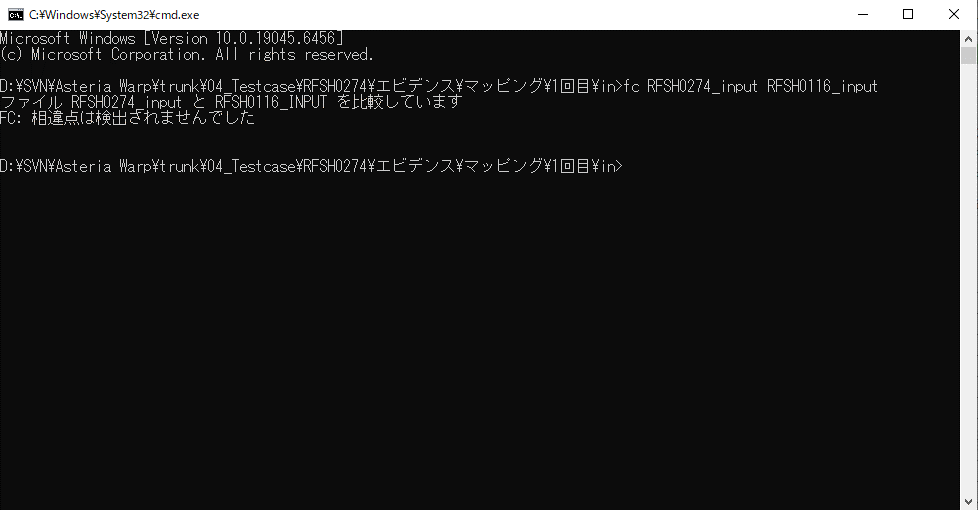 C:¥Windows¥System32¥cmd.exe
Microsoft Windows [Version 10.0.19045.6456]
(c) Microsoft Corporation. All rights reserved.
D:¥SVN¥Asteria Warp¥trunk¥04_Testcase¥RFSH0274¥エビデンス¥マッピング¥1回目¥in>fc RFSH0274_input RFSH0116_input
ファイル RFSH0274_input と RFSH0116_INPUT を比較しています
FC: 相違点は検出されませんでした
D:¥SVN¥Asteria Warp¥trunk¥04_Testcase¥RFSH0274¥エビデンス¥マッピング¥1回目¥in>